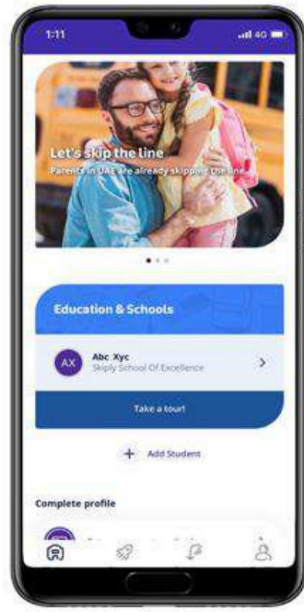 1:11
4G
Let's skip the line
Parents in UAE are already skipping the line.
Education & Schools
AX
Abc Xyc
Skiply School Of Excellence
Take a tour!
+ Add Student
Complete profile